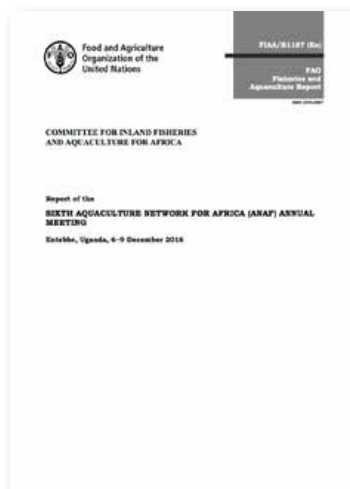 Food and Agriculture
Organization of the
United Nations
FIAA/R1187 (En)
FAO
Fisheries and
Aquaculture Report
COMMITTEE FOR INLAND FISHERIES
AND AQUACULTURE FOR AFRICA
Report of the
SIXTH AQUACULTURE NETWORK FOR AFRICA (ANAF) ANNUAL
MEETING
Entebbe, Uganda, 6–9 December 2016